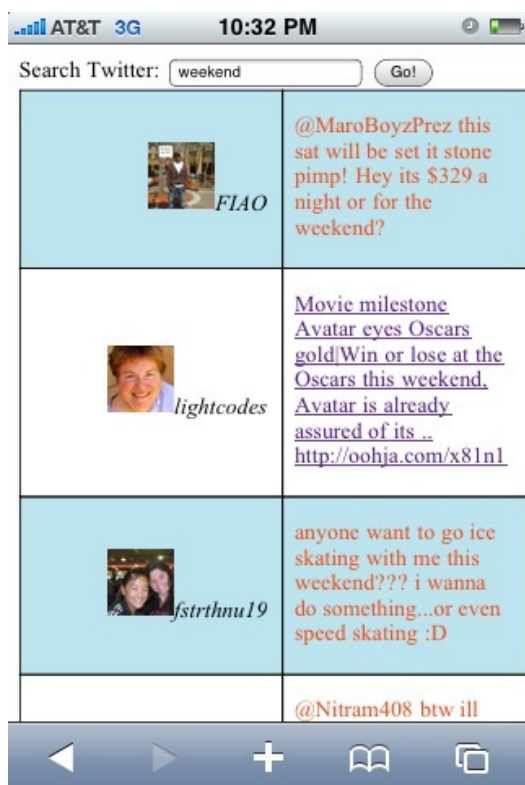 AT&T 3G 10:32 PM
Search Twitter: weekend Go!
FIAO
@MaroBoyzPrez this
sat will be set it stone
pimp! Hey its $329 a
night or for the
weekend?
lightcodes
Movie milestone
Avatar eyes Oscars
gold|Win or lose at the
Oscars this weekend,
Avatar is already
assured of its ..
http://oohja.com/x81n1
fstrthnu19
anyone want to go ice
skating with me this
weekend??? i wanna
do something...or even
speed skating :D
@Nitram408 btw ill